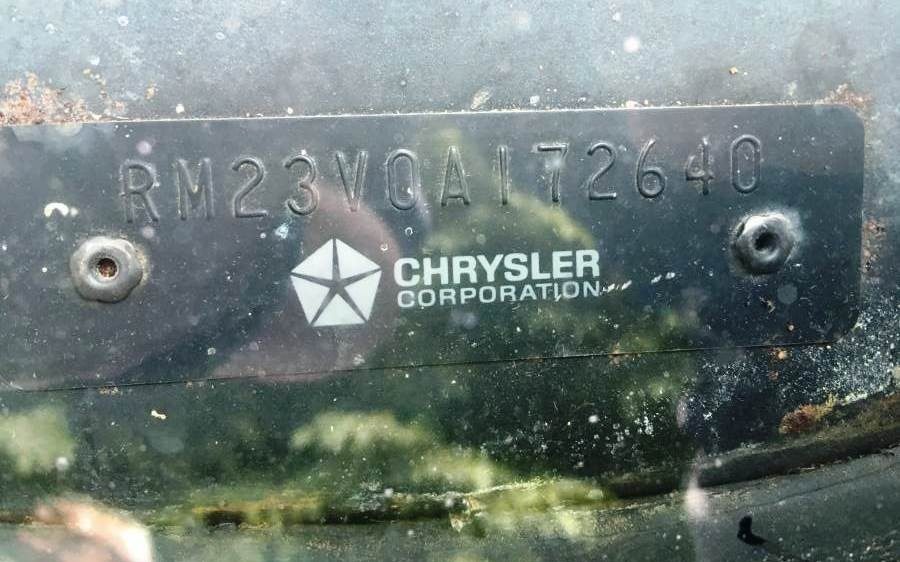 RM23V0A172640
CHRYSLER
CORPORATION